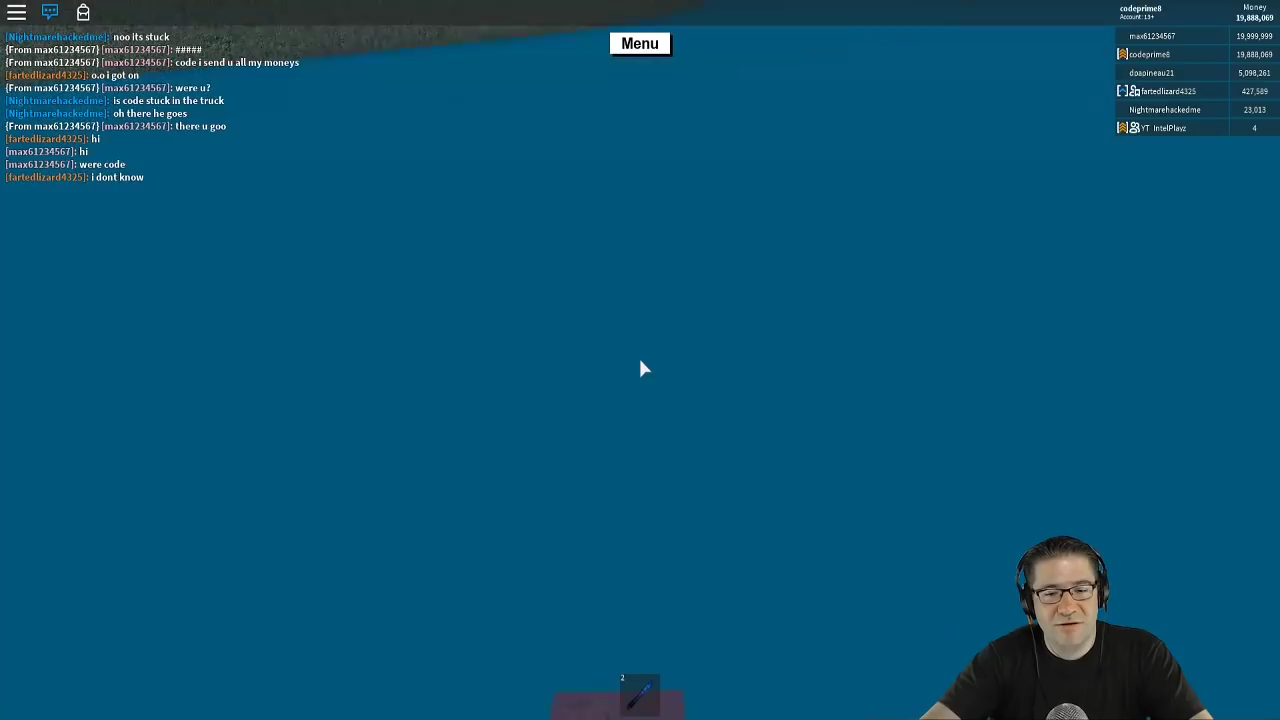 codeprime8
Account: 13+
Money
19,888,069
[Nightmarehackedme]: noo its stuck
{From max61234567} [max61234567]: #####
{From max61234567} [max61234567]: code i send u all my moneys
[fartedlizard4325]: o.o i got on
{From max61234567} [max61234567]: were u?
[Nightmarehackedme]: is code stuck in the truck
[Nightmarehackedme]: oh there he goes
{From max61234567} [max61234567]: there u goo
[fartedlizard4325]: hi
[max61234567]: hi
[max61234567]: were code
[fartedlizard4325]: i dont know
Menu
max61234567 19,999,999
codeprime8 19,888,069
dpapineau21 5,098,261
fartedlizard4325 427,589
Nightmarehackedme 23,013
YT_IntelPlayz 4
2